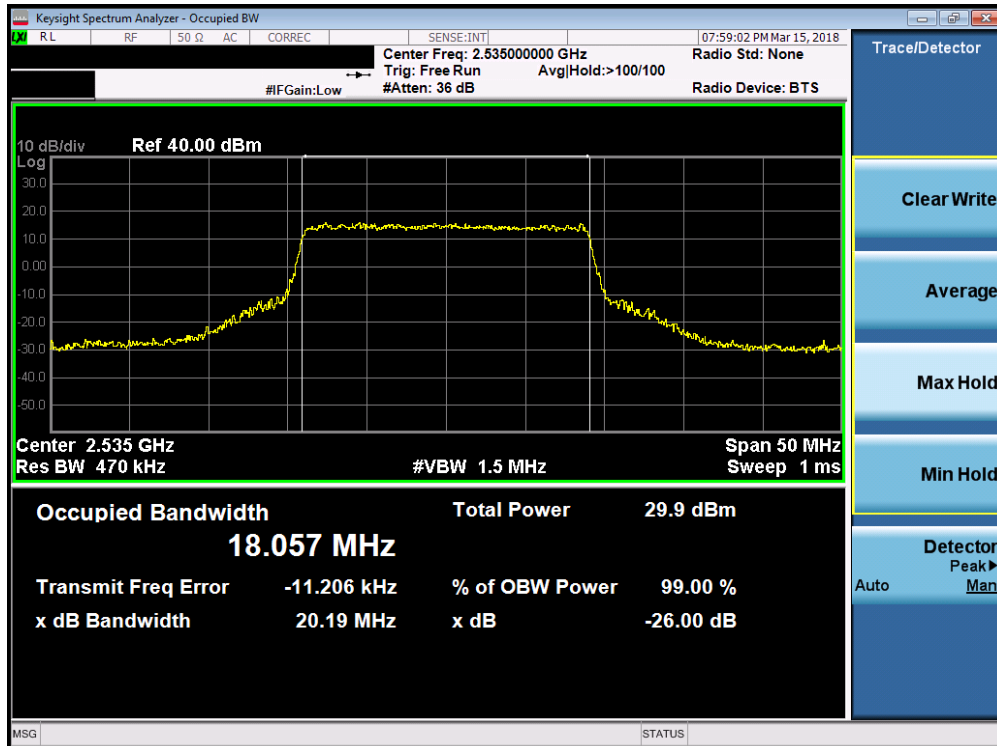 Keysight Spectrum Analyzer - Occupied BW
LXI RL RF 50 Ω AC CORREC SENSE:INT 07:59:02 PM Mar 15, 2018
Center Freq: 2.535000000 GHz Radio Std: None
Trig: Free Run Avg|Hold:>100/100
#IFGain:Low #Atten: 36 dB Radio Device: BTS
10 dB/div Ref 40.00 dBm
Log
30.0
20.0
10.0
0.00
-10.0
-20.0
-30.0
-40.0
-50.0
Center 2.535 GHz Span 50 MHz
Res BW 470 kHz #VBW 1.5 MHz Sweep 1 ms
Occupied Bandwidth Total Power 29.9 dBm
18.057 MHz
Transmit Freq Error -11.206 kHz % of OBW Power 99.00 %
x dB Bandwidth 20.19 MHz x dB -26.00 dB
MSG STATUS
Trace/Detector
Clear Write
Average
Max Hold
Min Hold
Detector
Peak▶
Auto Man